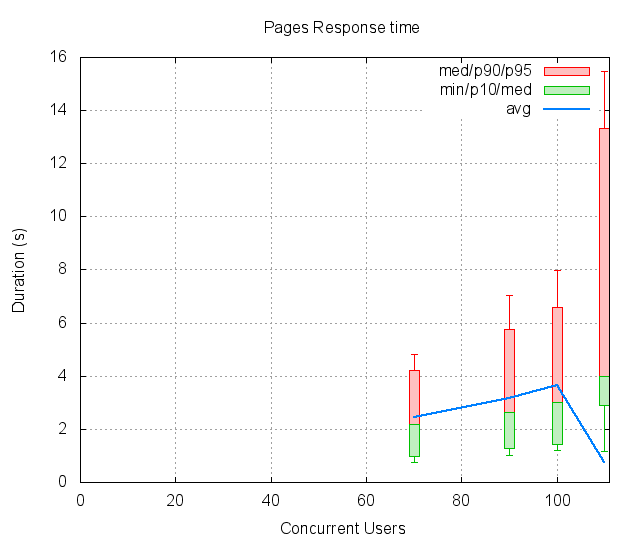 Pages Response time
16
14
12
10
8
6
4
2
0
Duration (s)
med/p90/p95
min/p10/med
avg
0 20 40 60 80 100
Concurrent Users